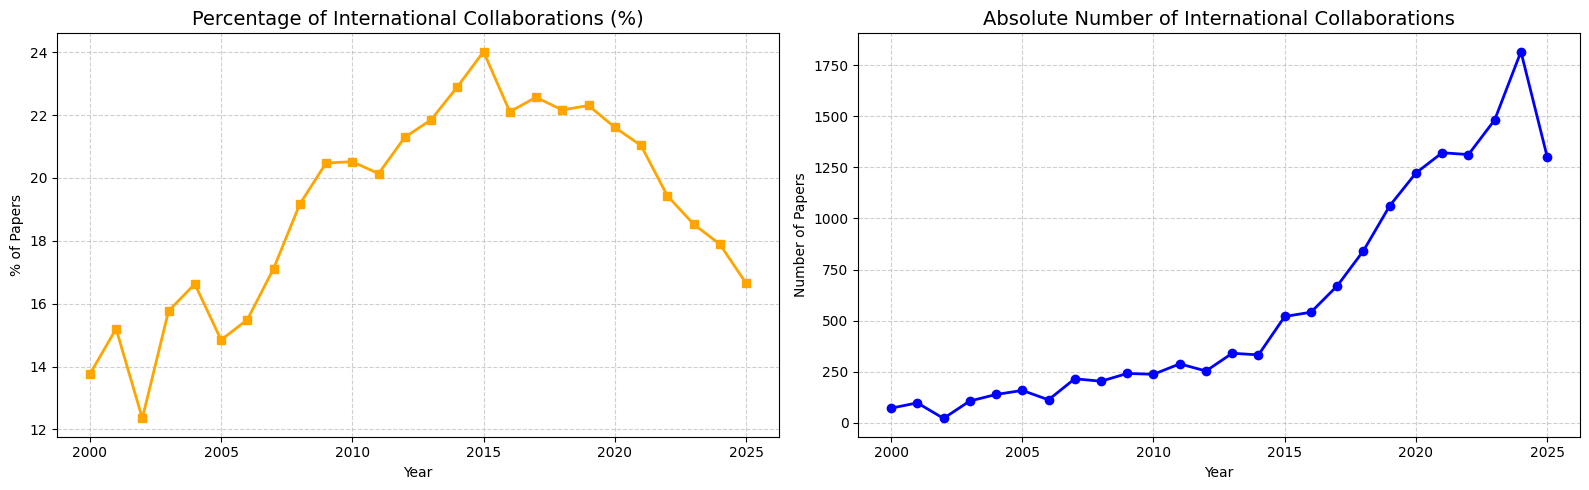 Percentage of International Collaborations (%)
% of Papers
24
22
20
18
16
14
12
2000 2005 2010 2015 2020 2025
Year
Absolute Number of International Collaborations
Number of Papers
1750
1500
1250
1000
750
500
250
0
2000 2005 2010 2015 2020 2025
Year